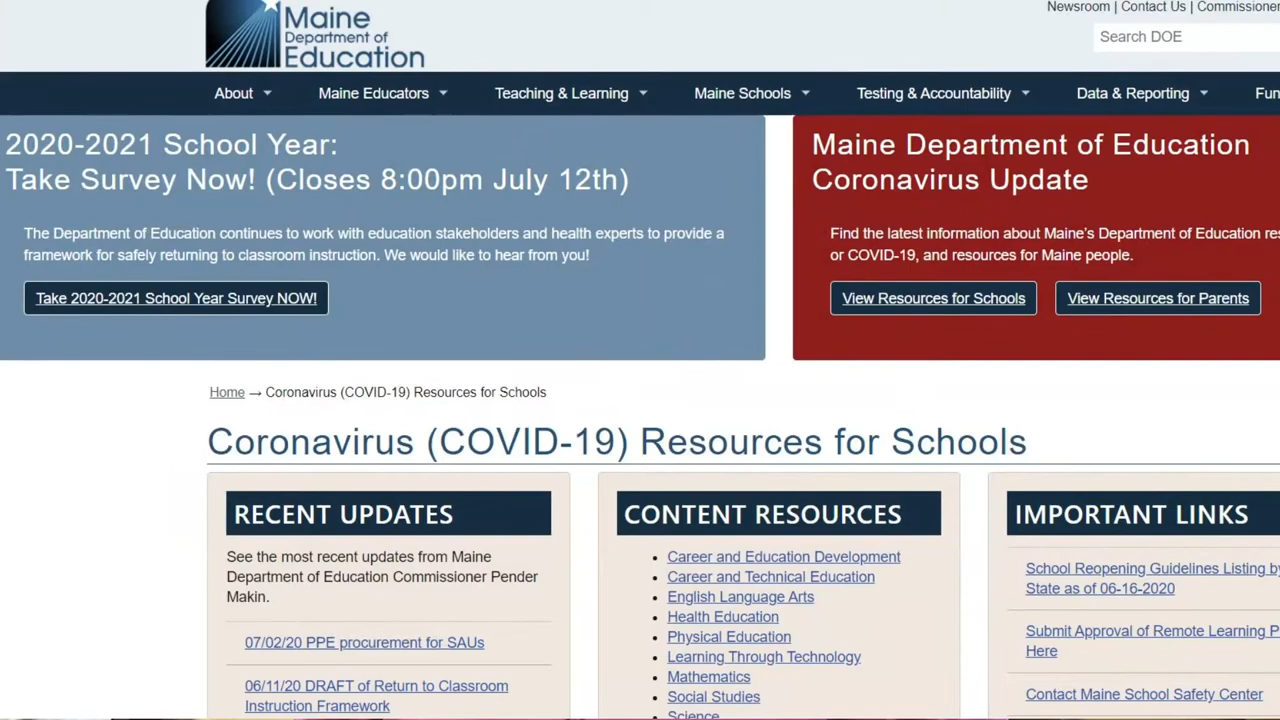 Maine
Department of
Education
Newsroom | Contact Us | Commissioner
Search DOE
About
Maine Educators
Teaching & Learning
Maine Schools
Testing & Accountability
Data & Reporting
Fun
2020-2021 School Year:
Take Survey Now! (Closes 8:00pm July 12th)
The Department of Education continues to work with education stakeholders and health experts to provide a
framework for safely returning to classroom instruction. We would like to hear from you!
Take 2020-2021 School Year Survey NOW!
Maine Department of Education
Coronavirus Update
Find the latest information about Maine's Department of Education res
or COVID-19, and resources for Maine people.
View Resources for Schools
View Resources for Parents
Home → Coronavirus (COVID-19) Resources for Schools
Coronavirus (COVID-19) Resources for Schools
RECENT UPDATES
See the most recent updates from Maine
Department of Education Commissioner Pender
Makin.
07/02/20 PPE procurement for SAUs
06/11/20 DRAFT of Return to Classroom
Instruction Framework
CONTENT RESOURCES
Career and Education Development
Career and Technical Education
English Language Arts
Health Education
Physical Education
Learning Through Technology
Mathematics
Social Studies
Science
IMPORTANT LINKS
School Reopening Guidelines Listing by
State as of 06-16-2020
Submit Approval of Remote Learning P
Here
Contact Maine School Safety Center